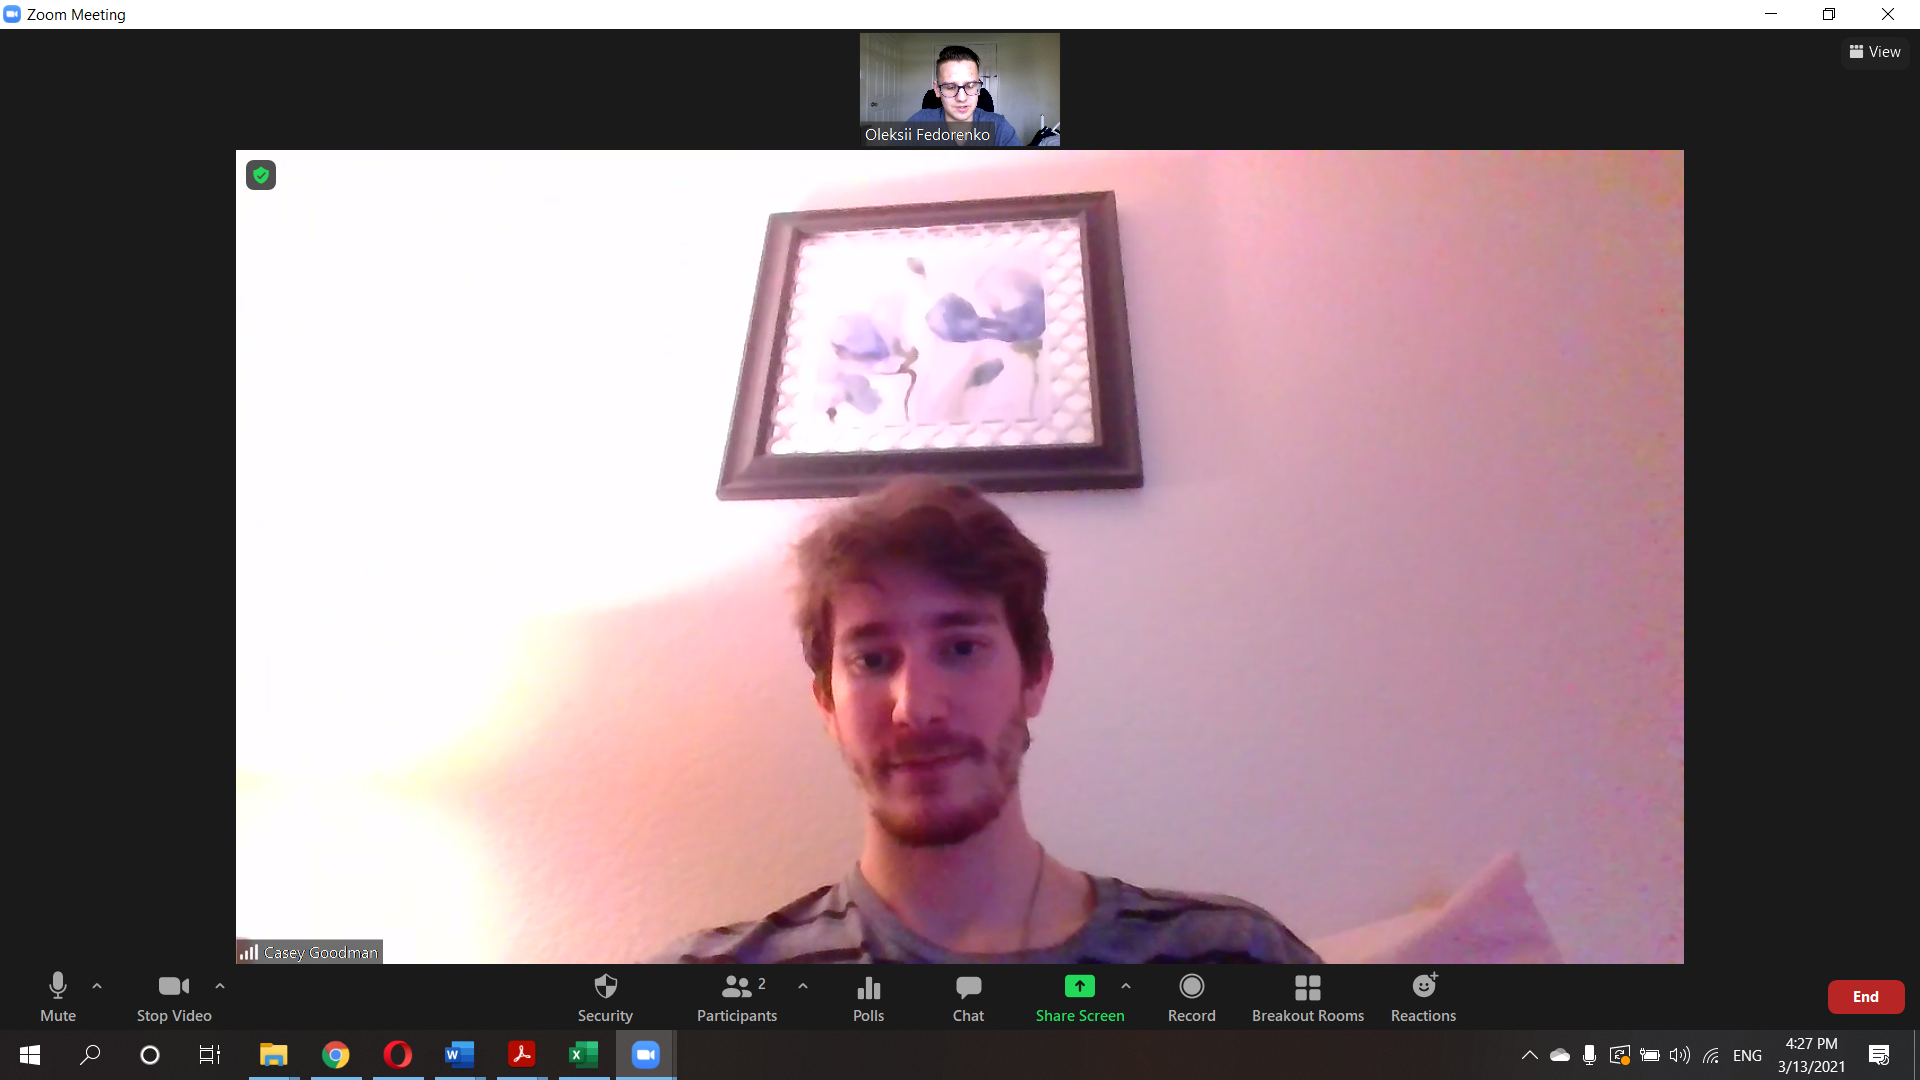 Zoom Meeting
View
Oleksii Fedorenko
Casey Goodman
Mute
Stop Video
Security
Participants
2
Polls
Chat
Share Screen
Record
Breakout Rooms
Reactions
End
ENG
4:27 PM
3/13/2021